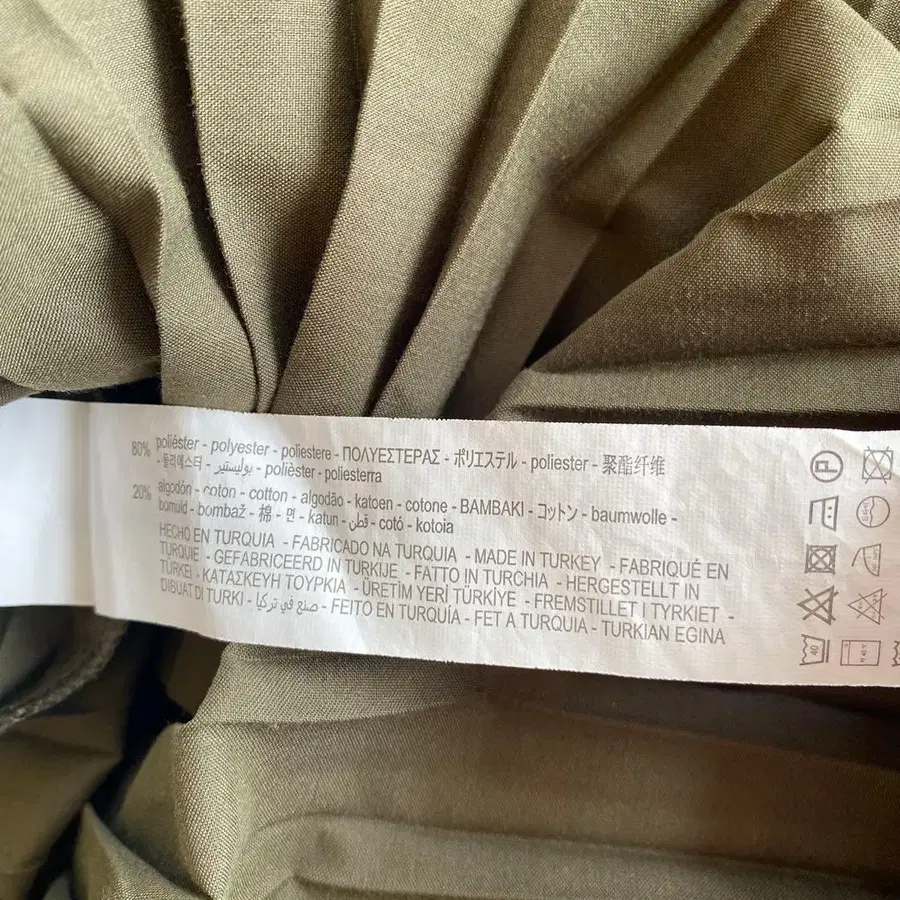 80% poliéster - polyester - poliestere - ΠΟΛΥΕΣΤΕΡΑΣ - ポリエステル - poliester - 聚酯纤维
- 폴리에스터 - بوليستير - polièster - poliesterra
20% algodón - coton - cotton - algodão - katoen - cotone - BAMBAKI - コットン - baumwolle -
bomuld - bombaž - 棉 - 면 - katun - قطن - cotó - kotoia
HECHO EN TURQUIA - FABRICADO NA TURQUIA - MADE IN TURKEY - FABRIQUÉ EN
TURQUIE - GEFABRICEERD IN TURKIJE - FATTO IN TURCHIA - HERGESTELLT IN
TURKEI - ΚΑΤΑΣΚΕΥΗ ΤΟΥΡΚΙΑ - ÜRETİM YERİ TÜRKİYE - FREMSTILLET I TYRKIET -
DIBUAT DI TURKI - صنع في تركيا - FEITO EN TURQUÍA - FET A TURQUIA - TURKIAN EGINA
P
40